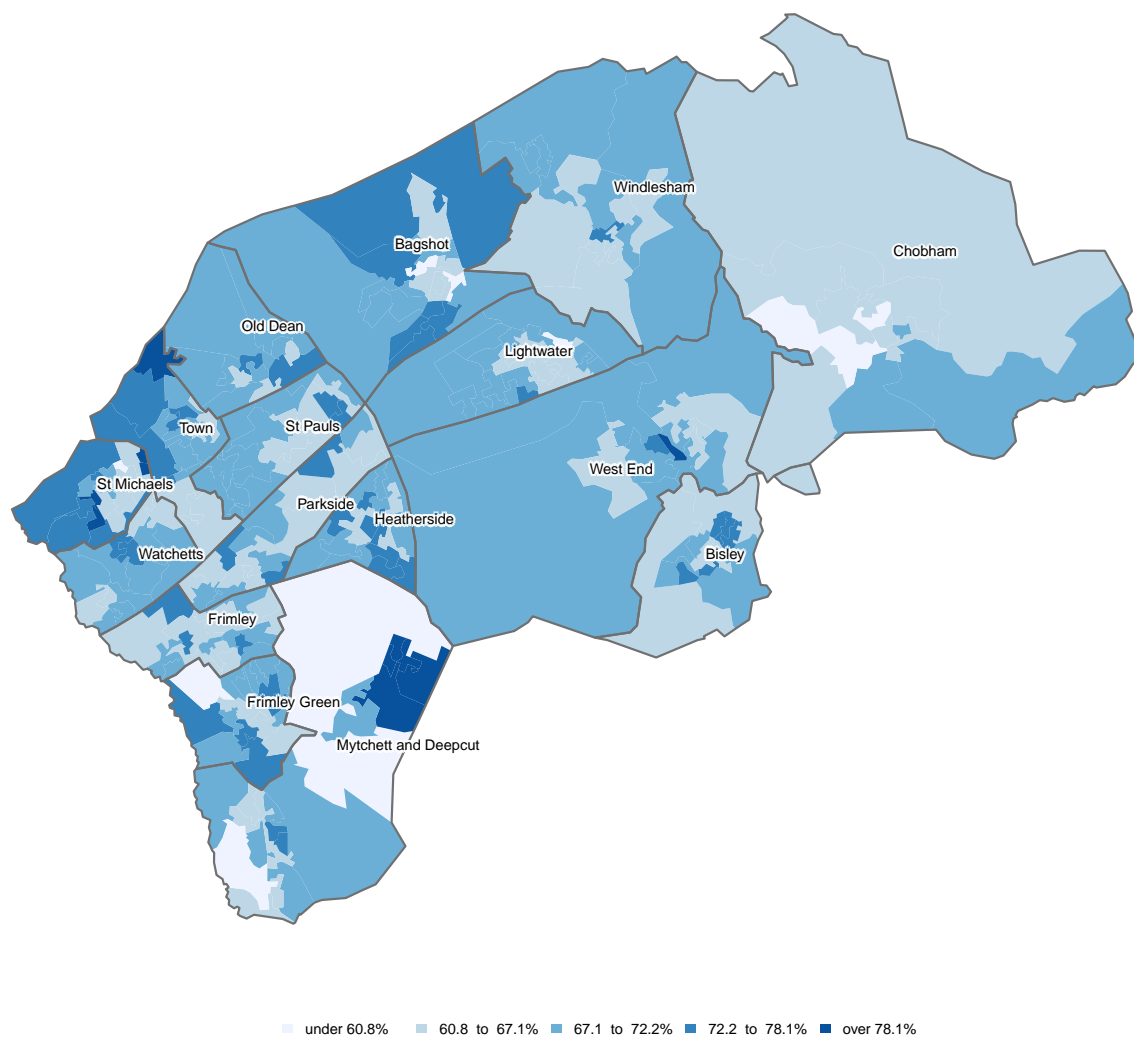 Windlesham
Bagshot
Chobham
Old Dean
Lightwater
St Pauls
Town
West End
St Michaels
Parkside
Heatherside
Watchetts
Bisley
Frimley
Frimley Green
Mytchett and Deepcut
under 60.8% 60.8 to 67.1% 67.1 to 72.2% 72.2 to 78.1% over 78.1%